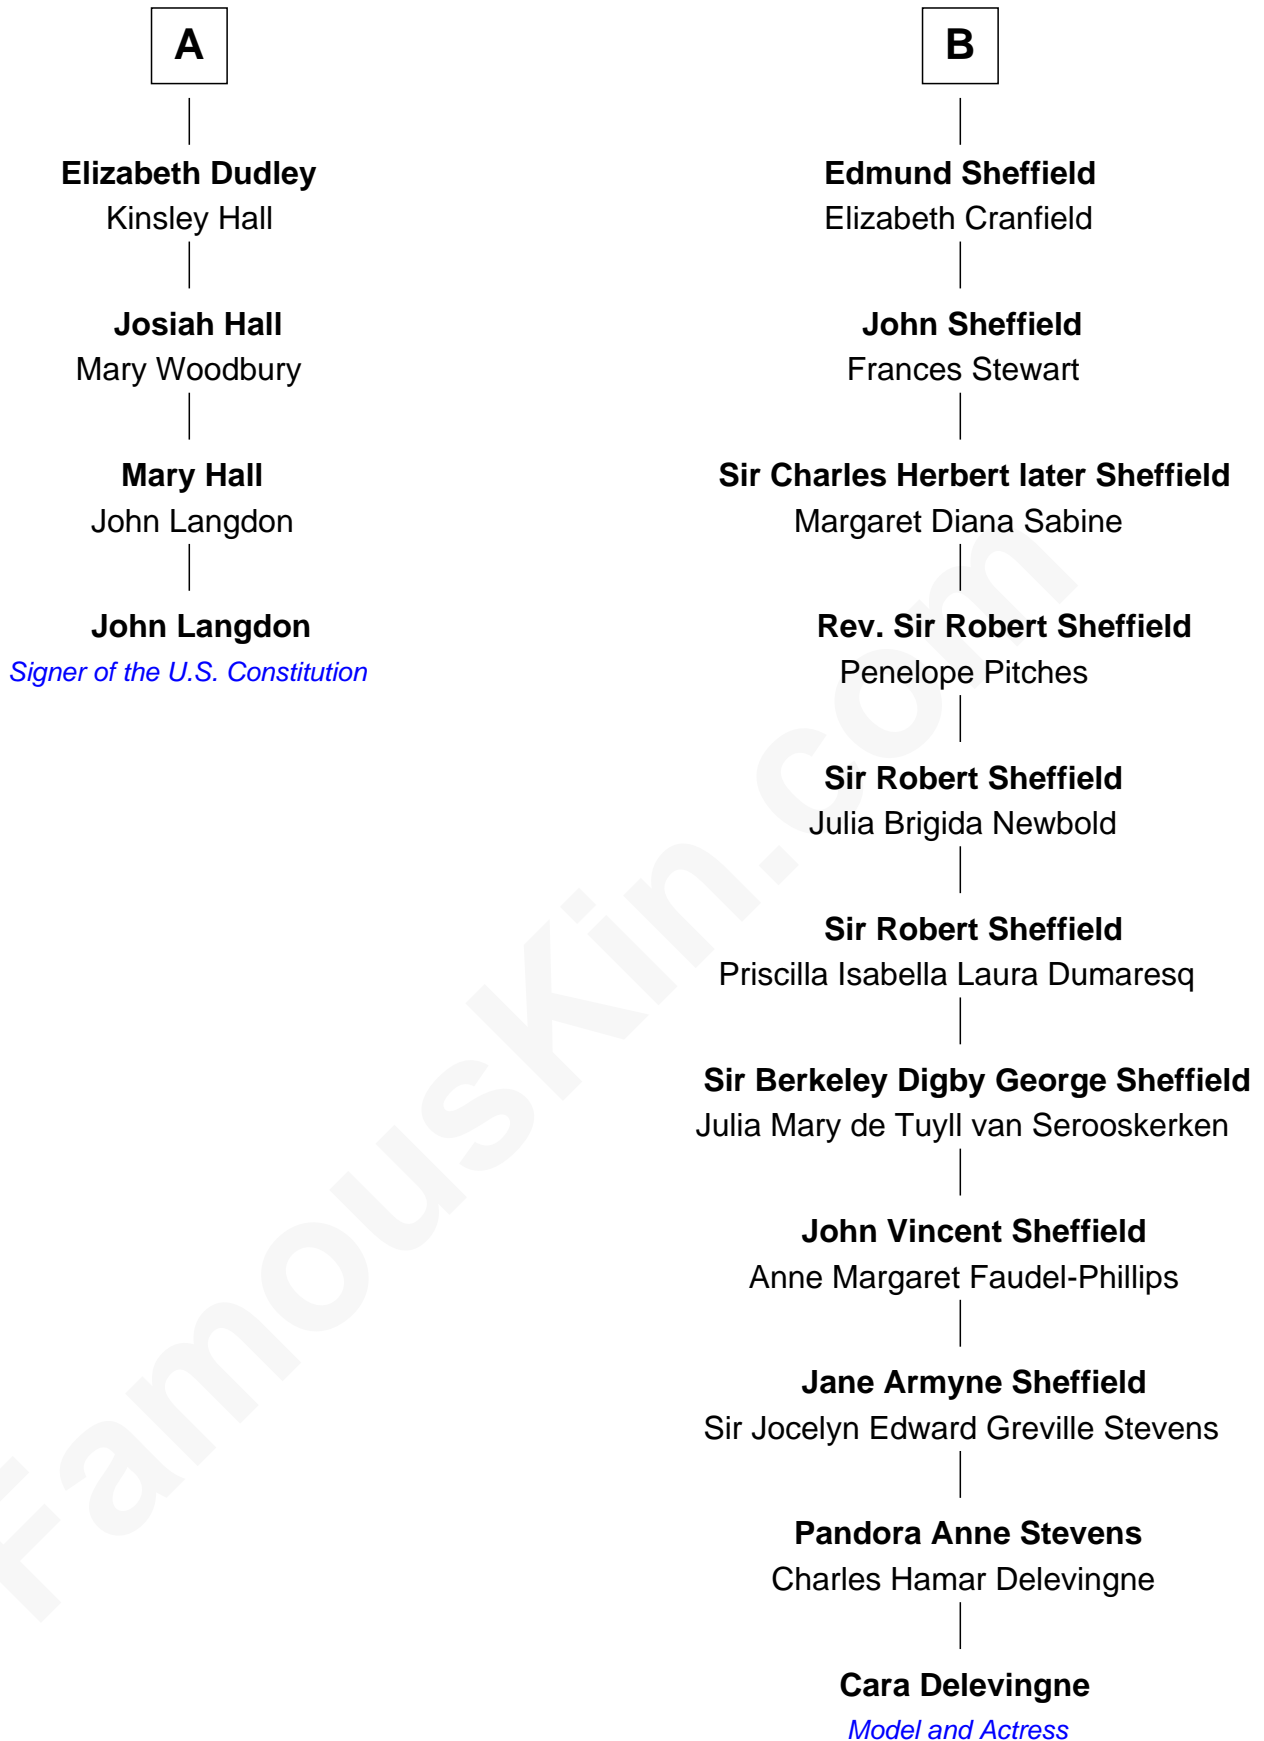 A
Elizabeth Dudley
Kinsley Hall
Josiah Hall
Mary Woodbury
Mary Hall
John Langdon
John Langdon
Signer of the U.S. Constitution
B
Edmund Sheffield
Elizabeth Cranfield
John Sheffield
Frances Stewart
Sir Charles Herbert later Sheffield
Margaret Diana Sabine
Rev. Sir Robert Sheffield
Penelope Pitches
Sir Robert Sheffield
Julia Brigida Newbold
Sir Robert Sheffield
Priscilla Isabella Laura Dumaresq
Sir Berkeley Digby George Sheffield
Julia Mary de Tuyll van Serooskerken
John Vincent Sheffield
Anne Margaret Faudel-Phillips
Jane Armyne Sheffield
Sir Jocelyn Edward Greville Stevens
Pandora Anne Stevens
Charles Hamar Delevingne
Cara Delevingne
Model and Actress
FamousKin.com